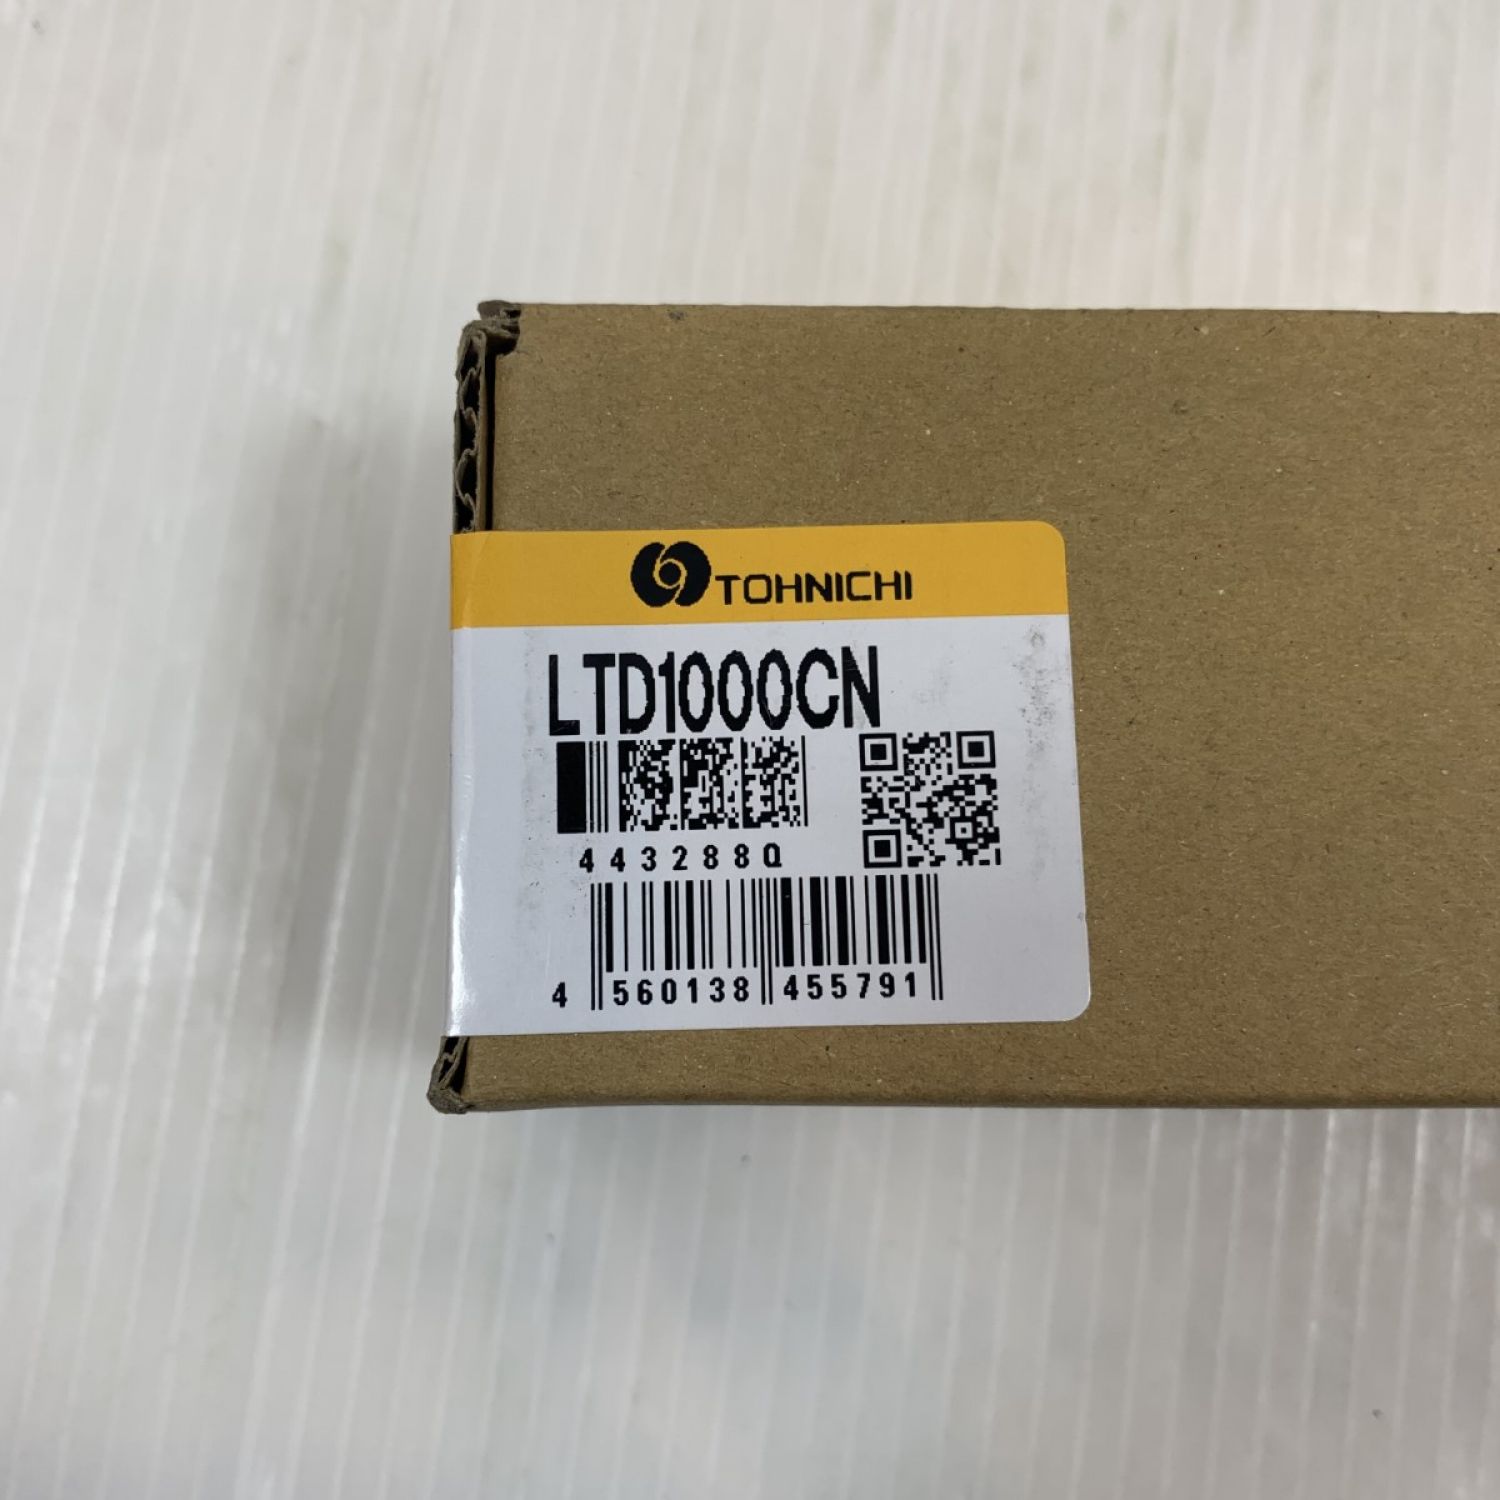 TOHNICHI
LTD1000CN
443288Q
4 560138 455791